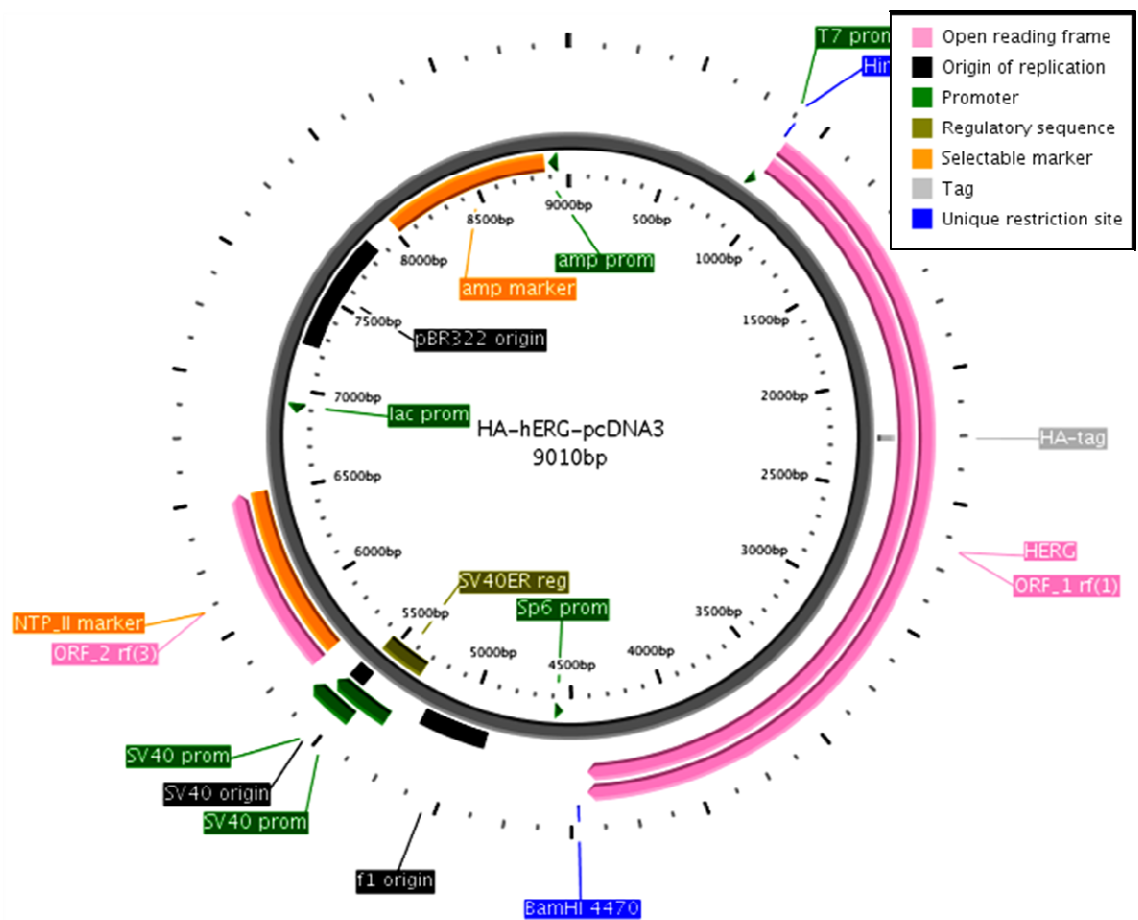 T7 pron
Hin
Open reading frame
Origin of replication
Promoter
Regulatory sequence
Selectable marker
Tag
Unique restriction site
9000bp
500bp
1000bp
1500bp
2000bp
2500bp
3000bp
3500bp
4000bp
4500bp
5000bp
5500bp
6000bp
6500bp
7000bp
7500bp
8000bp
8500bp
amp prom
amp marker
pBR322 origin
lac prom
HA-hERG-pcDNA3
9010bp
HA-tag
HERG
ORF_1 rf(1)
SV40ER reg
Sp6 prom
NTP_II marker
ORF_2 rf(3)
SV40 prom
SV40 origin
SV40 prom
f1 origin
BamHI 4470